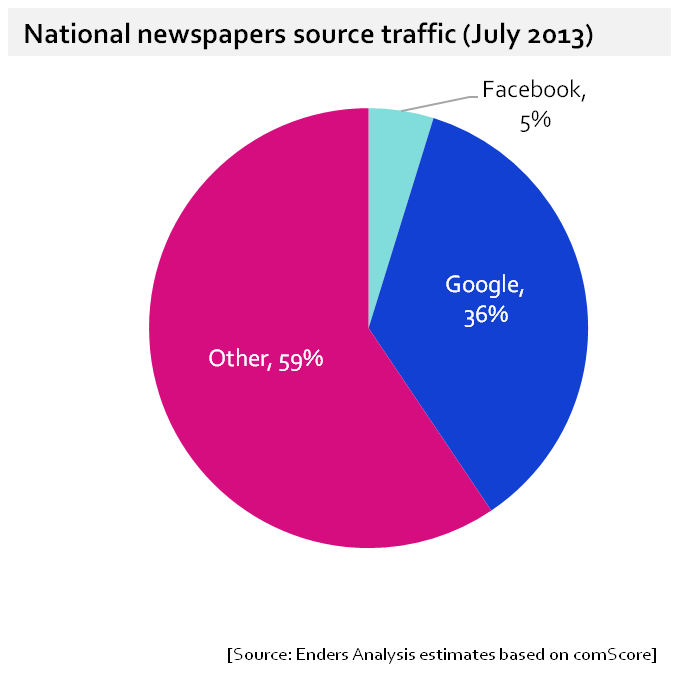 National newspapers source traffic (July 2013)
Facebook,
5%
Google,
36%
Other, 59%
[Source: Enders Analysis estimates based on comScore]